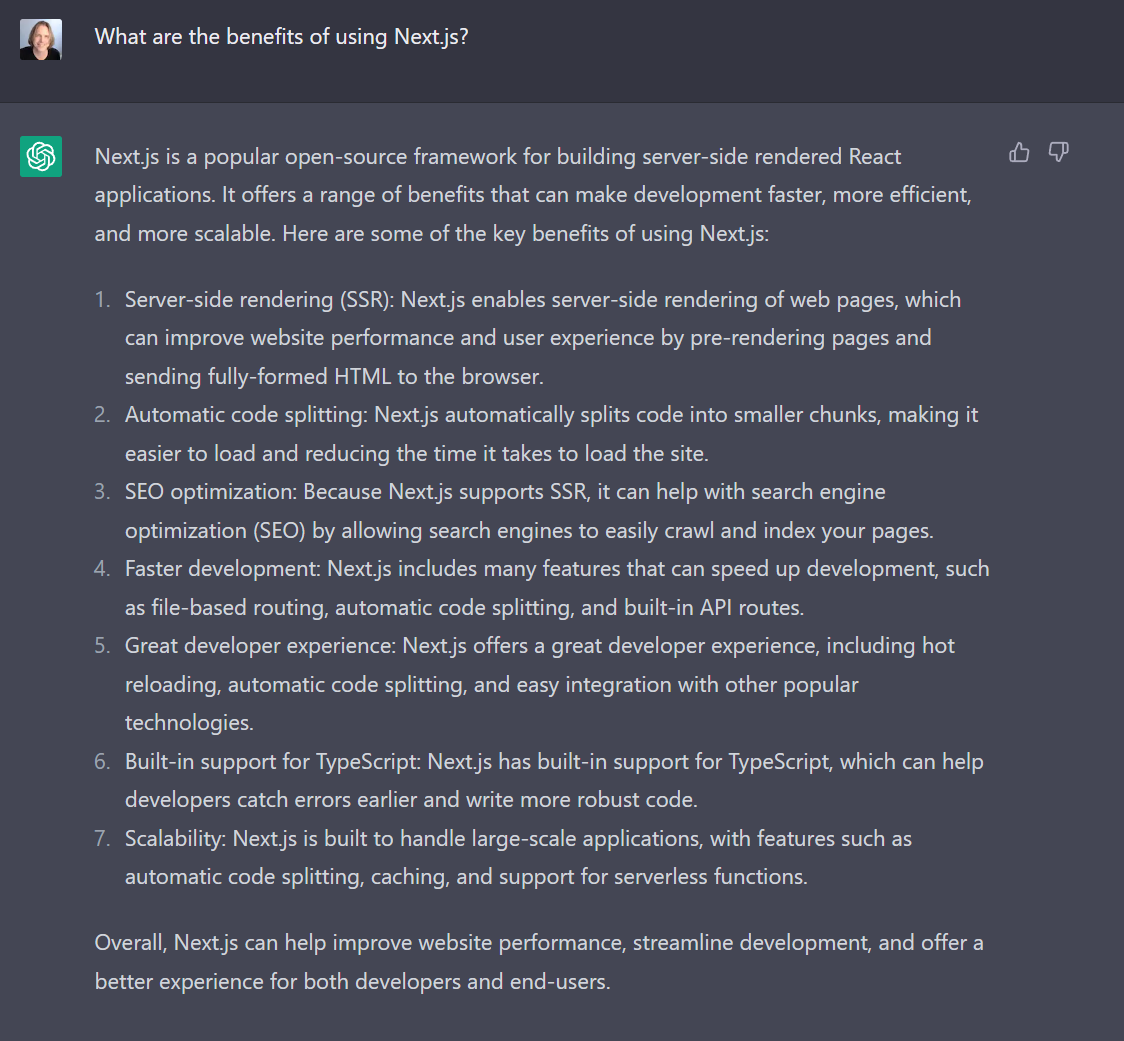 What are the benefits of using Next.js?
Next.js is a popular open-source framework for building server-side rendered React
applications. It offers a range of benefits that can make development faster, more efficient,
and more scalable. Here are some of the key benefits of using Next.js:
1. Server-side rendering (SSR): Next.js enables server-side rendering of web pages, which
can improve website performance and user experience by pre-rendering pages and
sending fully-formed HTML to the browser.
2. Automatic code splitting: Next.js automatically splits code into smaller chunks, making it
easier to load and reducing the time it takes to load the site.
3. SEO optimization: Because Next.js supports SSR, it can help with search engine
optimization (SEO) by allowing search engines to easily crawl and index your pages.
4. Faster development: Next.js includes many features that can speed up development, such
as file-based routing, automatic code splitting, and built-in API routes.
5. Great developer experience: Next.js offers a great developer experience, including hot
reloading, automatic code splitting, and easy integration with other popular
technologies.
6. Built-in support for TypeScript: Next.js has built-in support for TypeScript, which can help
developers catch errors earlier and write more robust code.
7. Scalability: Next.js is built to handle large-scale applications, with features such as
automatic code splitting, caching, and support for serverless functions.
Overall, Next.js can help improve website performance, streamline development, and offer a
better experience for both developers and end-users.